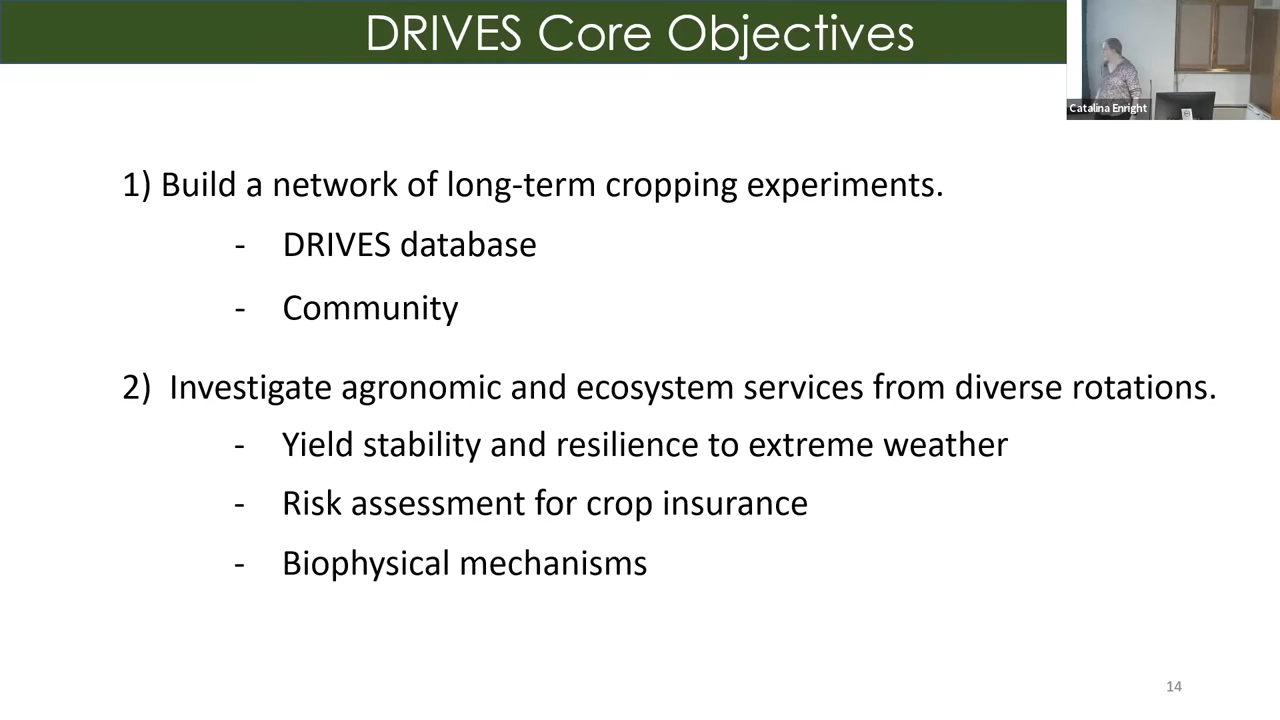 DRIVES Core Objectives
Catalina Enright
1) Build a network of long-term cropping experiments.
- DRIVES database
- Community
2) Investigate agronomic and ecosystem services from diverse rotations.
- Yield stability and resilience to extreme weather
- Risk assessment for crop insurance
- Biophysical mechanisms
14